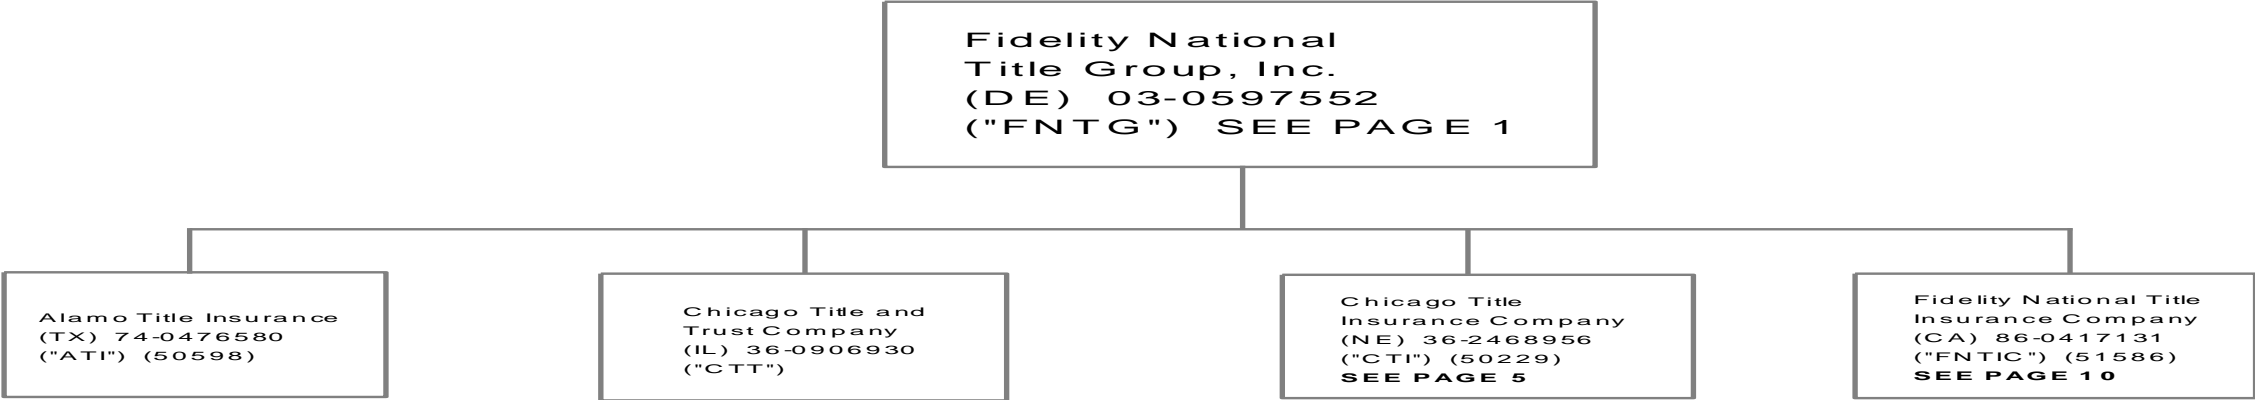 Fidelity National
Title Group, Inc.
(DE) 03-0597552
("FNTG") SEE PAGE 1
Alamo Title Insurance
(TX) 74-0476580
("ATI") (50598)
Chicago Title and
Trust Company
(IL) 36-0906930
("CTT")
Chicago Title
Insurance Company
(NE) 36-2468956
("CTI") (50229)
SEE PAGE 5
Fidelity National Title
Insurance Company
(CA) 86-0417131
("FNTIC") (51586)
SEE PAGE 10